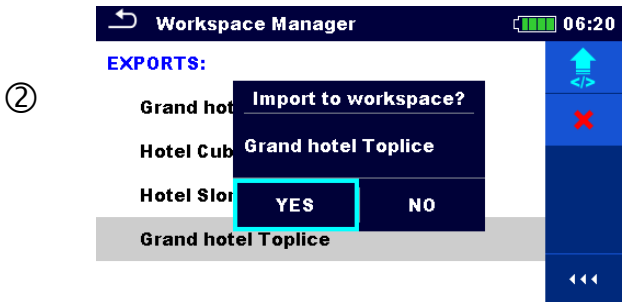 Workspace Manager
06:20
EXPORTS:
②
</>
Grand hot
Import to workspace?
Hotel Cub
Grand hotel Toplice
Hotel Slo
YES
NO
Grand hotel Toplice